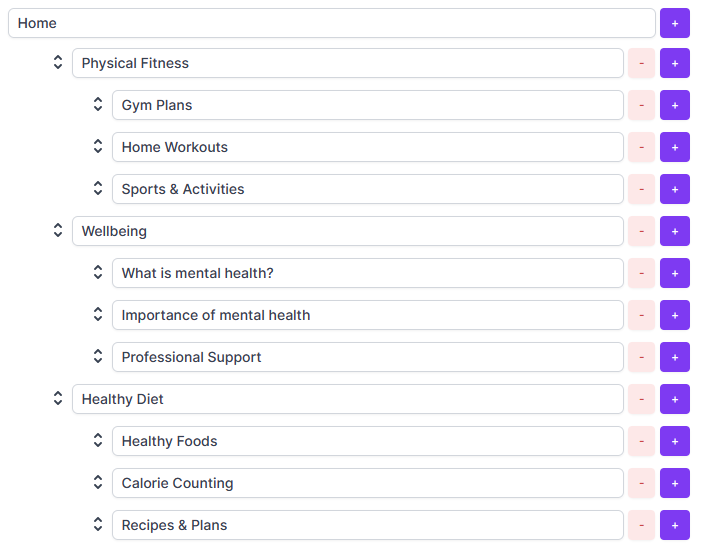 Home +
Physical Fitness - +
Gym Plans - +
Home Workouts - +
Sports & Activities - +
Wellbeing - +
What is mental health? - +
Importance of mental health - +
Professional Support - +
Healthy Diet - +
Healthy Foods - +
Calorie Counting - +
Recipes & Plans - +